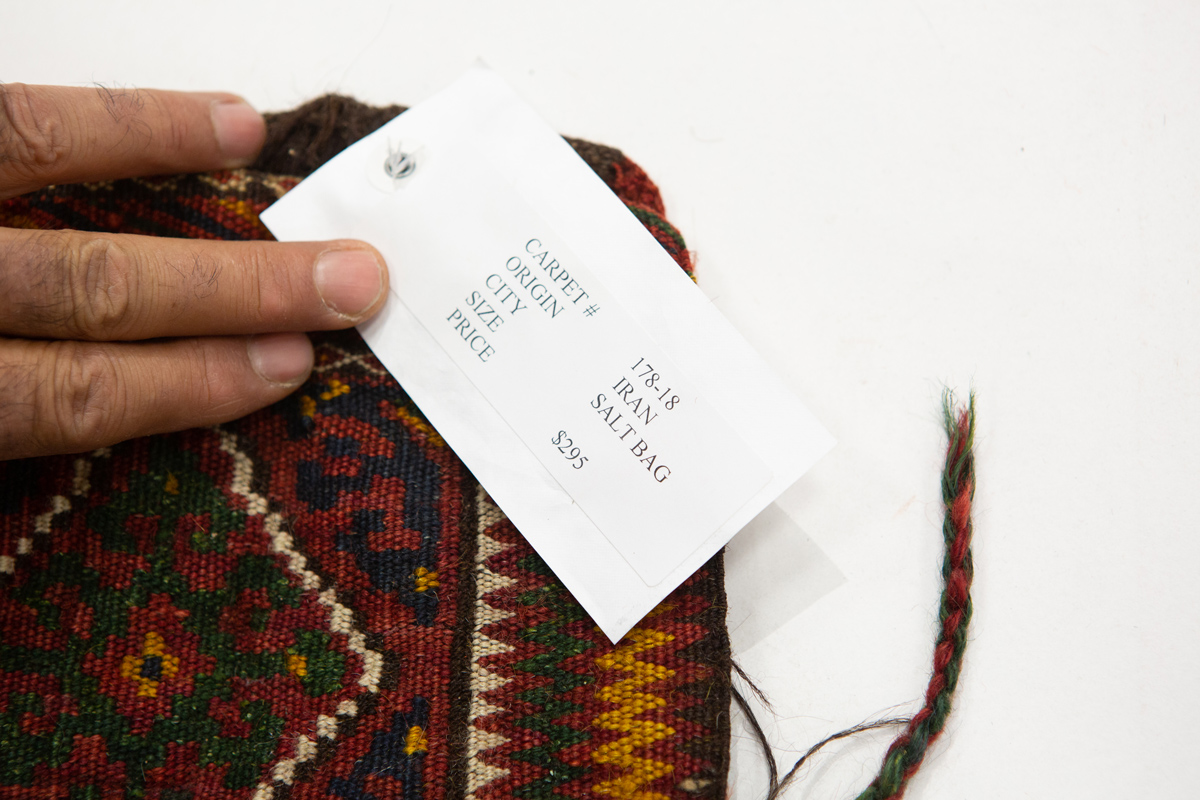 CARPET # 178-18
ORIGIN IRAN
CITY SALT BAG
SIZE
PRICE $295